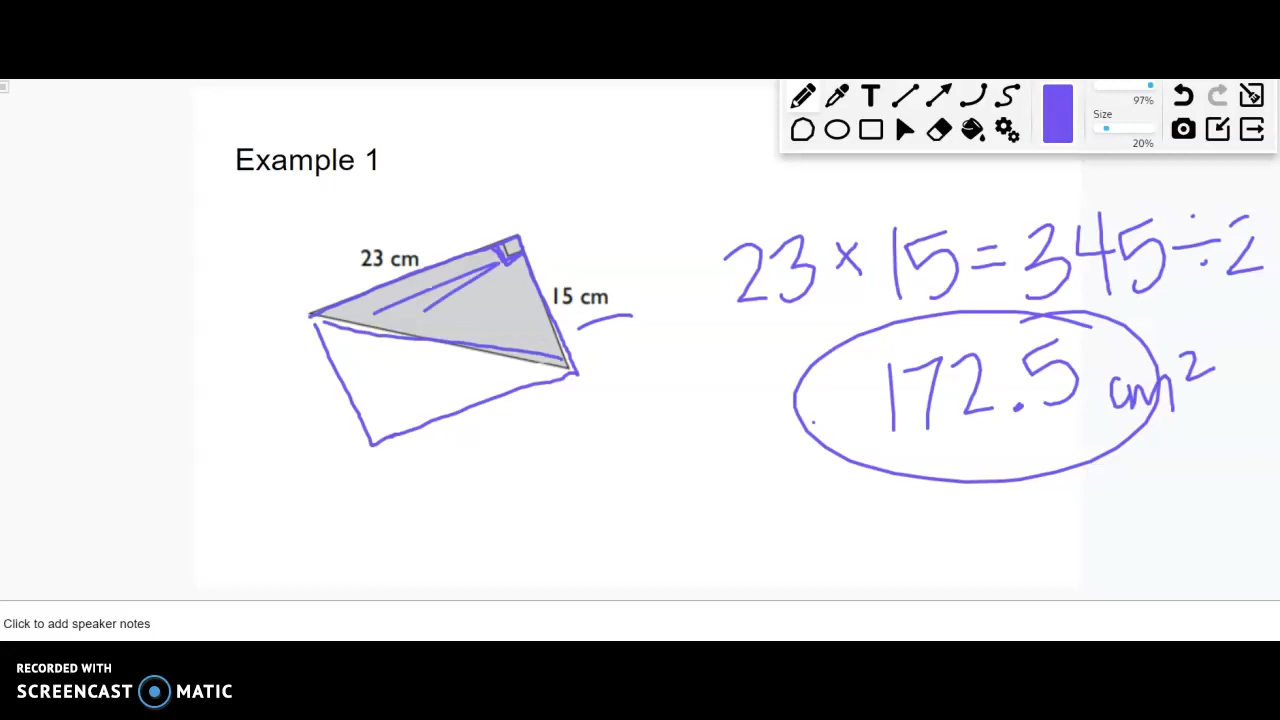 97%
Size
20%
Example 1
23 cm
15 cm
23 × 15 = 345 ÷ 2
172.5 cm²
Click to add speaker notes
RECORDED WITH
SCREENCAST MATIC